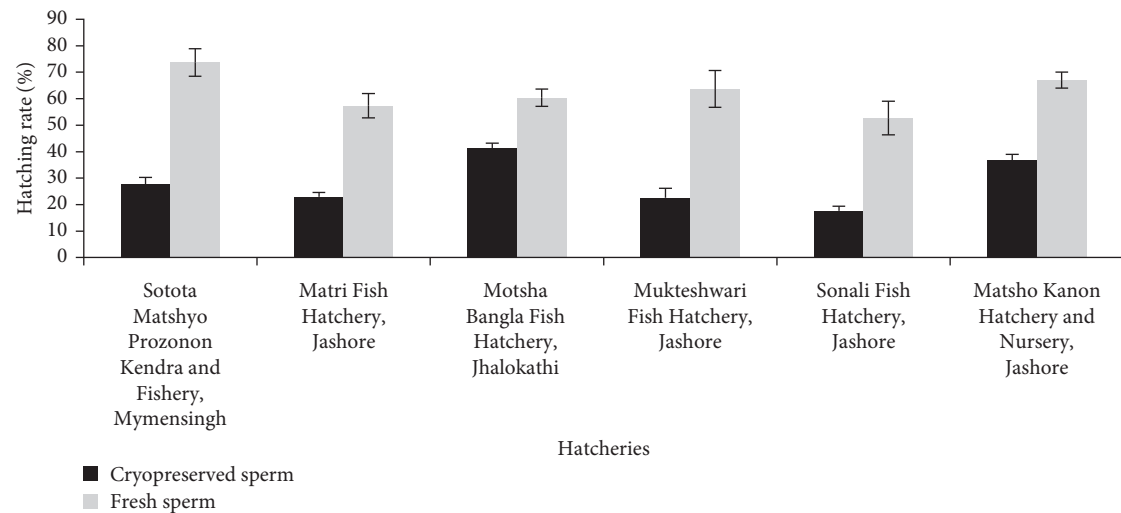 90
80
70
60
50
40
30
20
10
0
Hatching rate (%)
Sotota
Matshyo
Prozonon
Kendra and
Fishery,
Mymensingh
Matri Fish
Hatchery,
Jashore
Motsha
Bangla Fish
Hatchery,
Jhalokathi
Mukteshwari
Fish Hatchery,
Jashore
Sonali Fish
Hatchery,
Jashore
Matsho Kanon
Hatchery and
Nursery,
Jashore
Hatcheries
Cryopreserved sperm
Fresh sperm